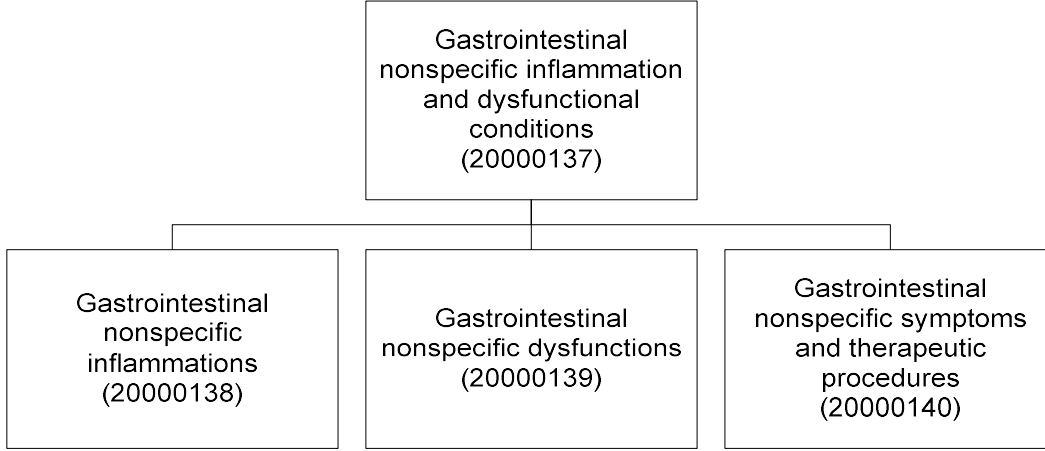 Gastrointestinal
nonspecific inflammation
and dysfunctional
conditions
(20000137)
Gastrointestinal
nonspecific
inflammations
(20000138)
Gastrointestinal
nonspecific dysfunctions
(20000139)
Gastrointestinal
nonspecific symptoms
and therapeutic
procedures
(20000140)